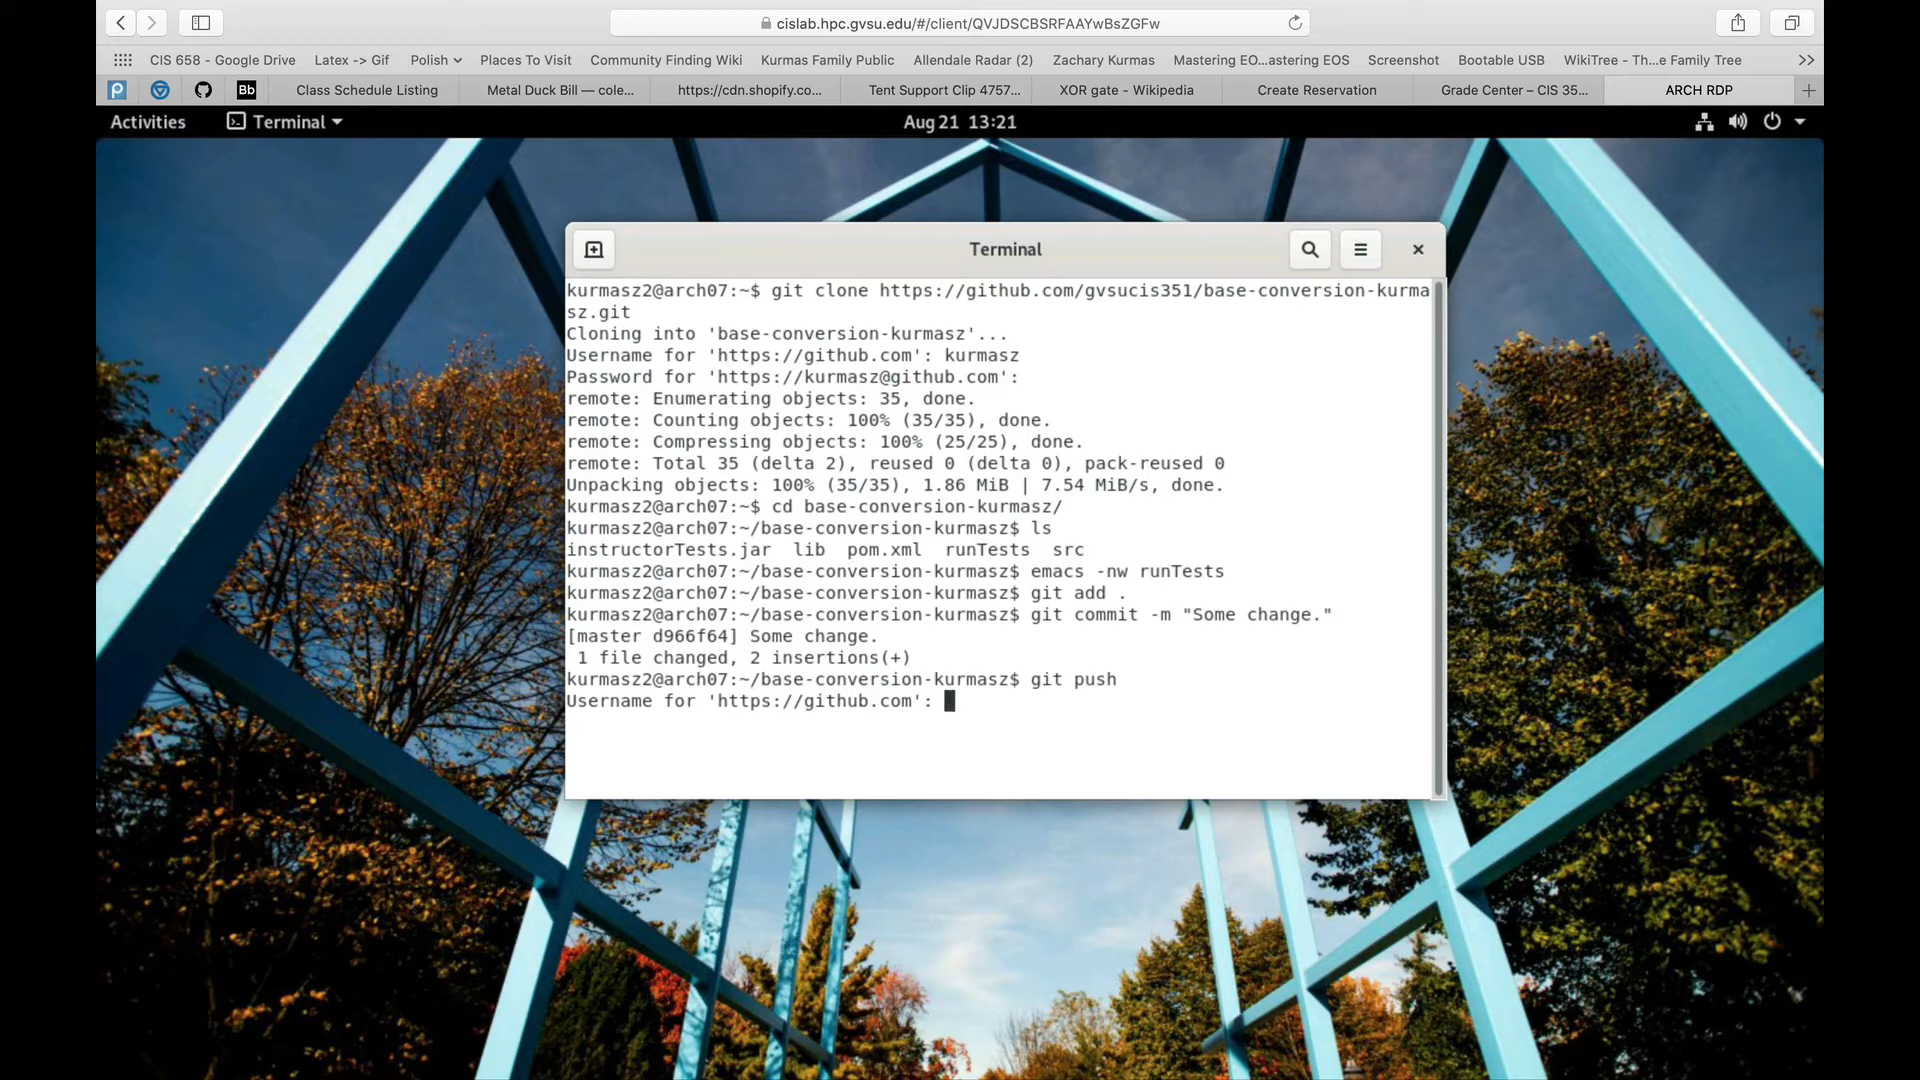 cislab.hpc.gvsu.edu/#/client/QVJDSCBSRFAAYwBsZGFw
CIS 658 - Google Drive Latex -> Gif Polish Places To Visit Community Finding Wiki Kurmas Family Public Allendale Radar (2) Zachary Kurmas Mastering EO...astering EOS Screenshot Bootable USB WikiTree - Th...e Family Tree
Bb Class Schedule Listing Metal Duck Bill — cole... https://cdn.shopify.co... Tent Support Clip 4757... XOR gate - Wikipedia Create Reservation Grade Center – CIS 35... ARCH RDP
Activities Terminal Aug 21 13:21
Terminal
kurmasz2@arch07:~$ git clone https://github.com/gvsucis351/base-conversion-kurma
sz.git
Cloning into 'base-conversion-kurmasz'...
Username for 'https://github.com': kurmasz
Password for 'https://kurmasz@github.com':
remote: Enumerating objects: 35, done.
remote: Counting objects: 100% (35/35), done.
remote: Compressing objects: 100% (25/25), done.
remote: Total 35 (delta 2), reused 0 (delta 0), pack-reused 0
Unpacking objects: 100% (35/35), 1.86 MiB | 7.54 MiB/s, done.
kurmasz2@arch07:~$ cd base-conversion-kurmasz/
kurmasz2@arch07:~/base-conversion-kurmasz$ ls
instructorTests.jar lib pom.xml runTests src
kurmasz2@arch07:~/base-conversion-kurmasz$ emacs -nw runTests
kurmasz2@arch07:~/base-conversion-kurmasz$ git add .
kurmasz2@arch07:~/base-conversion-kurmasz$ git commit -m "Some change."
[master d966f64] Some change.
1 file changed, 2 insertions(+)
kurmasz2@arch07:~/base-conversion-kurmasz$ git push
Username for 'https://github.com':